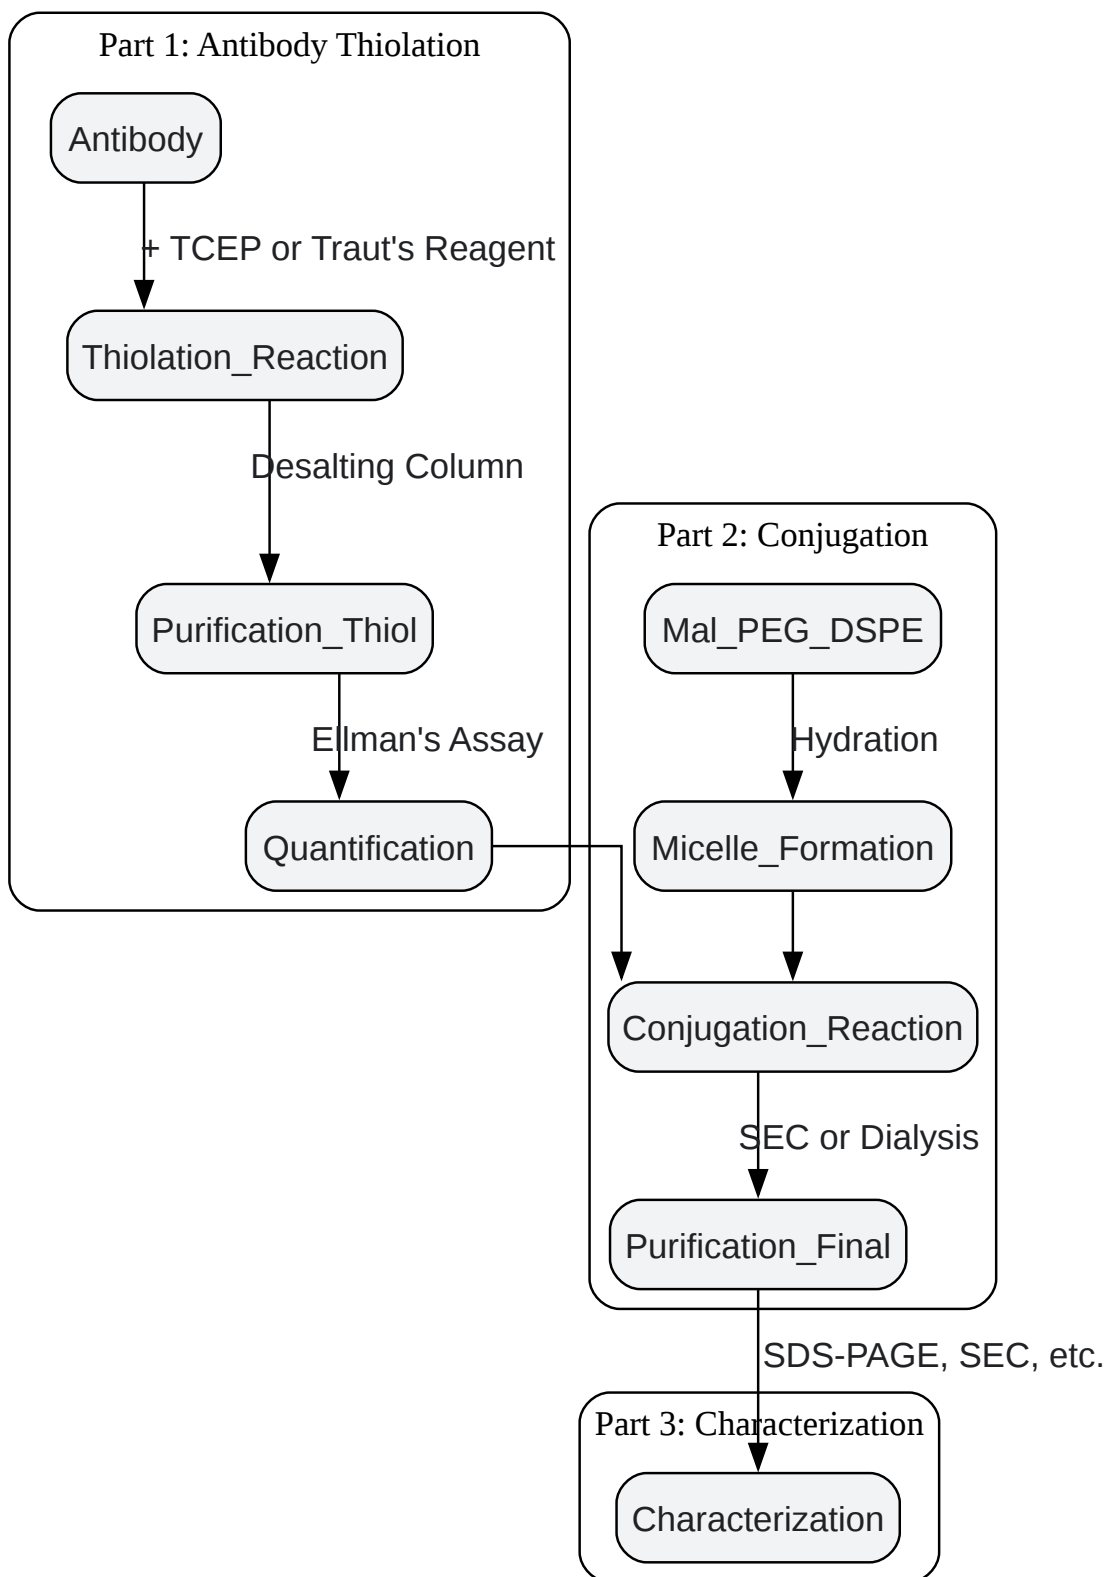 Part 1: Antibody Thiolation
Antibody
+ TCEP or Traut's Reagent
Thiolation_Reaction
Desalting Column
Purification_Thiol
Ellman's Assay
Quantification
Part 2: Conjugation
Mal_PEG_DSPE
Hydration
Micelle_Formation
Conjugation_Reaction
SEC or Dialysis
Purification_Final
SDS-PAGE, SEC, etc.
Part 3: Characterization
Characterization